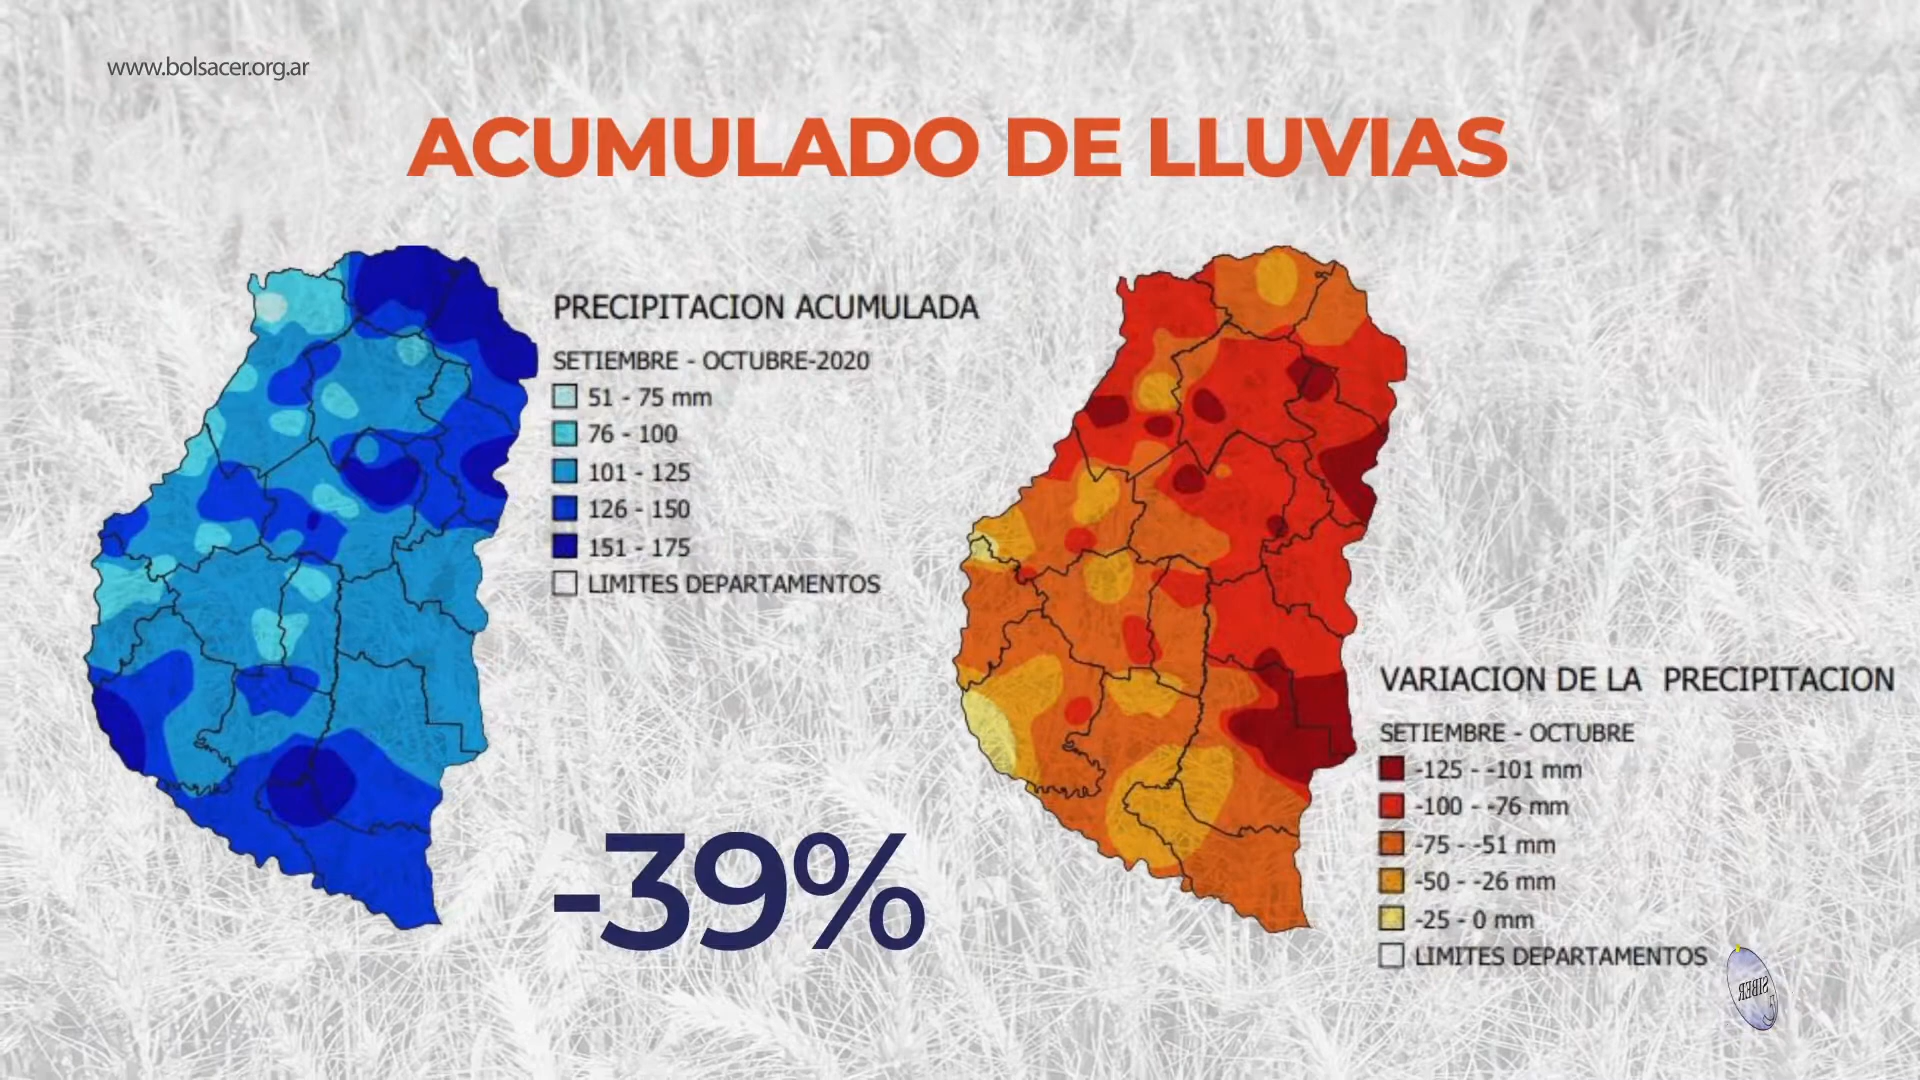 www.bolsacer.org.ar
ACUMULADO DE LLUVIAS
PRECIPITACION ACUMULADA
SETIEMBRE - OCTUBRE-2020
51 - 75 mm
76 - 100
101 - 125
126 - 150
151 - 175
LIMITES DEPARTAMENTOS
-39%
VARIACION DE LA PRECIPITACION
SETIEMBRE - OCTUBRE
-125 - -101 mm
-100 - -76 mm
-75 - -51 mm
-50 - -26 mm
-25 - 0 mm
LIMITES DEPARTAMENTOS
SIBER